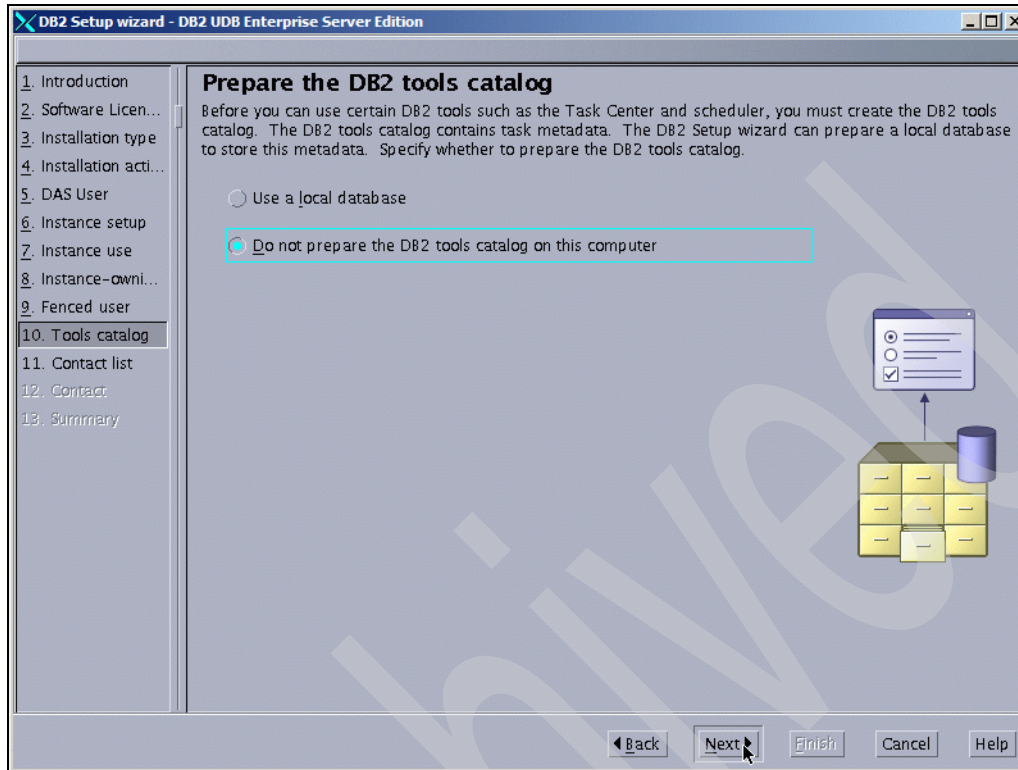 DB2 Setup wizard - DB2 UDB Enterprise Server Edition
1. Introduction
2. Software Licen...
3. Installation type
4. Installation acti...
5. DAS User
6. Instance setup
7. Instance use
8. Instance-owni...
9. Fenced user
10. Tools catalog
11. Contact list
12. Contact
13. Summary
Prepare the DB2 tools catalog
Before you can use certain DB2 tools such as the Task Center and scheduler, you must create the DB2 tools
catalog. The DB2 tools catalog contains task metadata. The DB2 Setup wizard can prepare a local database
to store this metadata. Specify whether to prepare the DB2 tools catalog.
Use a local database
Do not prepare the DB2 tools catalog on this computer
Back Next Finish Cancel Help
hived